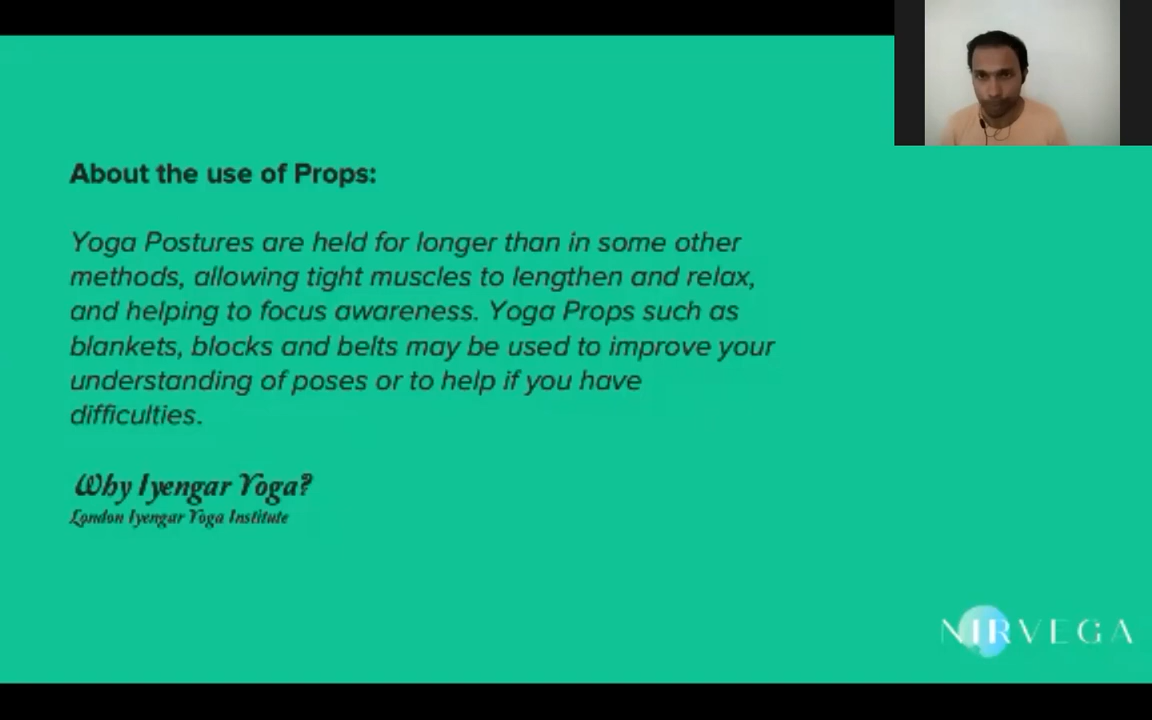 About the use of Props:
Yoga Postures are held for longer than in some other
methods, allowing tight muscles to lengthen and relax,
and helping to focus awareness. Yoga Props such as
blankets, blocks and belts may be used to improve your
understanding of poses or to help if you have
difficulties.
Why Iyengar Yoga?
London Iyengar Yoga Institute
NIRVEGA